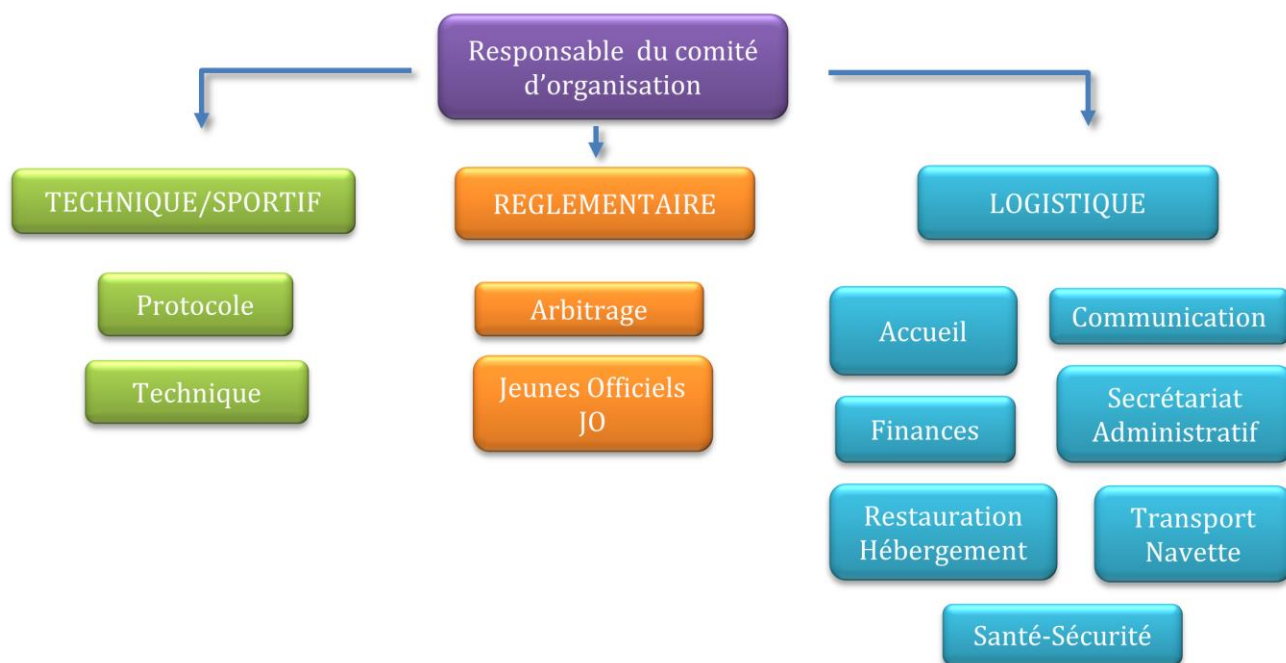 Responsable du comité
d'organisation
TECHNIQUE/SPORTIF
REGLEMENTAIRE
LOGISTIQUE
Protocole
Technique
Arbitrage
Jeunes Officiels
JO
Accueil
Communication
Finances
Secrétariat
Administratif
Restauration
Hébergement
Transport
Navette
Santé-Sécurité